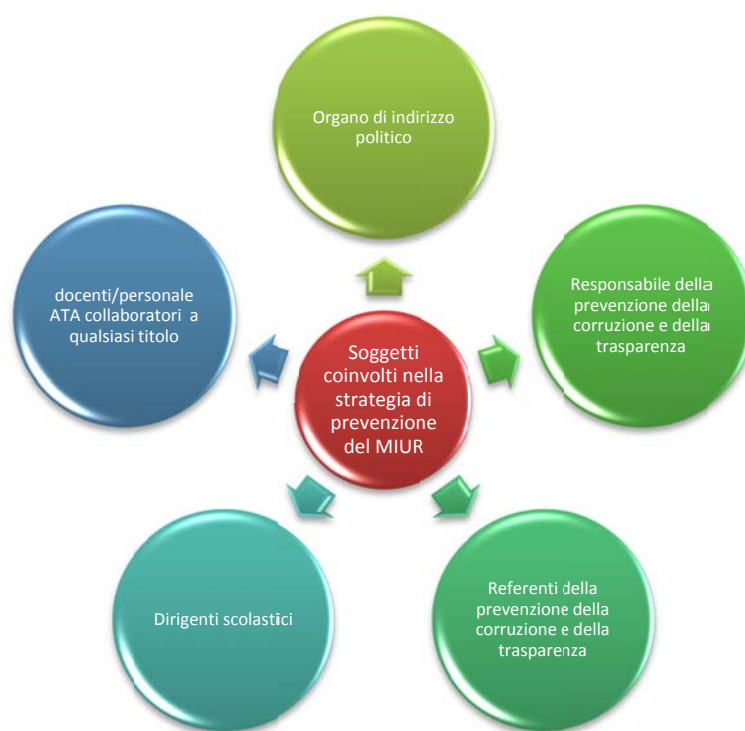 Organo di indirizzo
politico
Responsabile della
prevenzione della
corruzione e della
trasparenza
Referenti della
prevenzione della
corruzione e della
trasparenza
Dirigenti scolastici
docenti/personale
ATA collaboratori a
qualsiasi titolo
Soggetti
coinvolti nella
strategia di
prevenzione
del MIUR